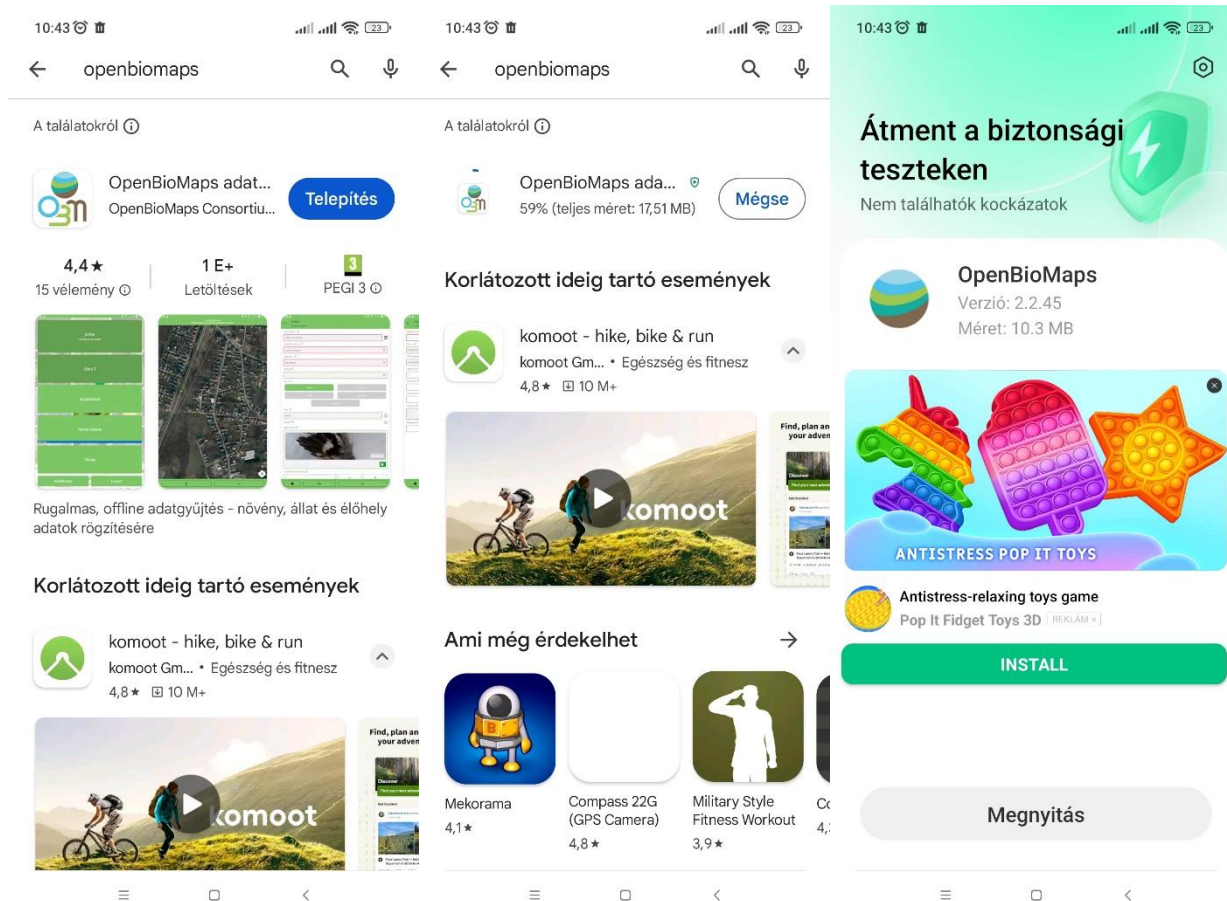 10:43
23
openbiomaps
A találatokról
OpenBioMaps adat...
OpenBioMaps Consortiu...
Telepítés
4,4★
15 vélemény
1 E+
Letöltések
3
PEGI 3
Rugalmas, offline adatgyűjtés - növény, állat és élőhely
adatok rögzítésére
Korlátozott ideig tartó események
komoot - hike, bike & run
komoot Gm... • Egészség és fitnesz
4,8★ 10 M+
komoot
Find, plan an
your adven
10:43
23
openbiomaps
A találatokról
OpenBioMaps ada...
59% (teljes méret: 17,51 MB)
Mégse
Korlátozott ideig tartó események
komoot - hike, bike & run
komoot Gm... • Egészség és fitnesz
4,8★ 10 M+
komoot
Find, plan an
your adven
Ami még érdekelhet
Mekorama
4,1★
Compass 22G
(GPS Camera)
4,8★
Military Style
Fitness Workout
3,9★
10:43
23
Átment a biztonsági
teszteken
Nem találhatók kockázatok
OpenBioMaps
Verzió: 2.2.45
Méret: 10.3 MB
ANTISTRESS POP IT TOYS
Antistress-relaxing toys game
Pop It Fidget Toys 3D REKLÁM ×
INSTALL
Megnyitás